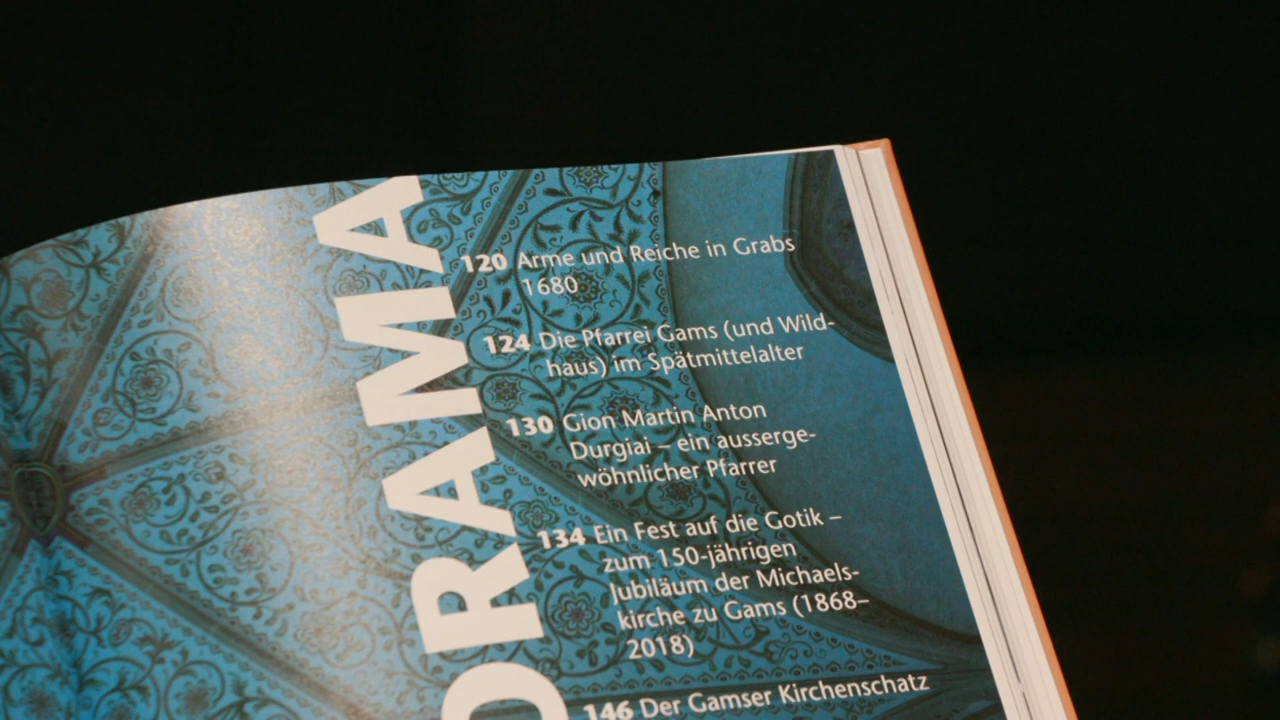 ORAMA
120 Arme und Reiche in Grabs
1680
124 Die Pfarrei Gams (und Wild-
haus) im Spätmittelalter
130 Gion Martin Anton
Durgiai – ein ausserge-
wöhnlicher Pfarrer
134 Ein Fest auf die Gotik –
zum 150-jährigen
Jubiläum der Michaels-
kirche zu Gams (1868–
2018)
146 Der Gamser Kirchenschatz